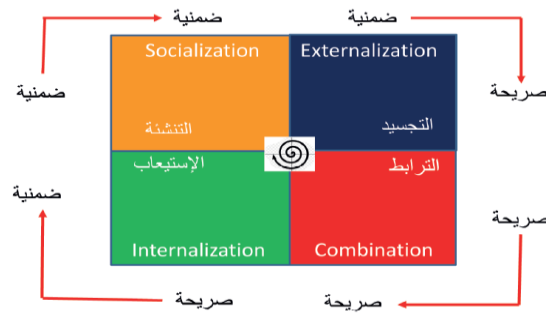 ضمنية ضمنية
Socialization Externalization
ضمنية صريحة
التنشئة التجسيد
الإستيعاب الترابط
ضمنية صريحة
Internalization Combination
صريحة صريحة